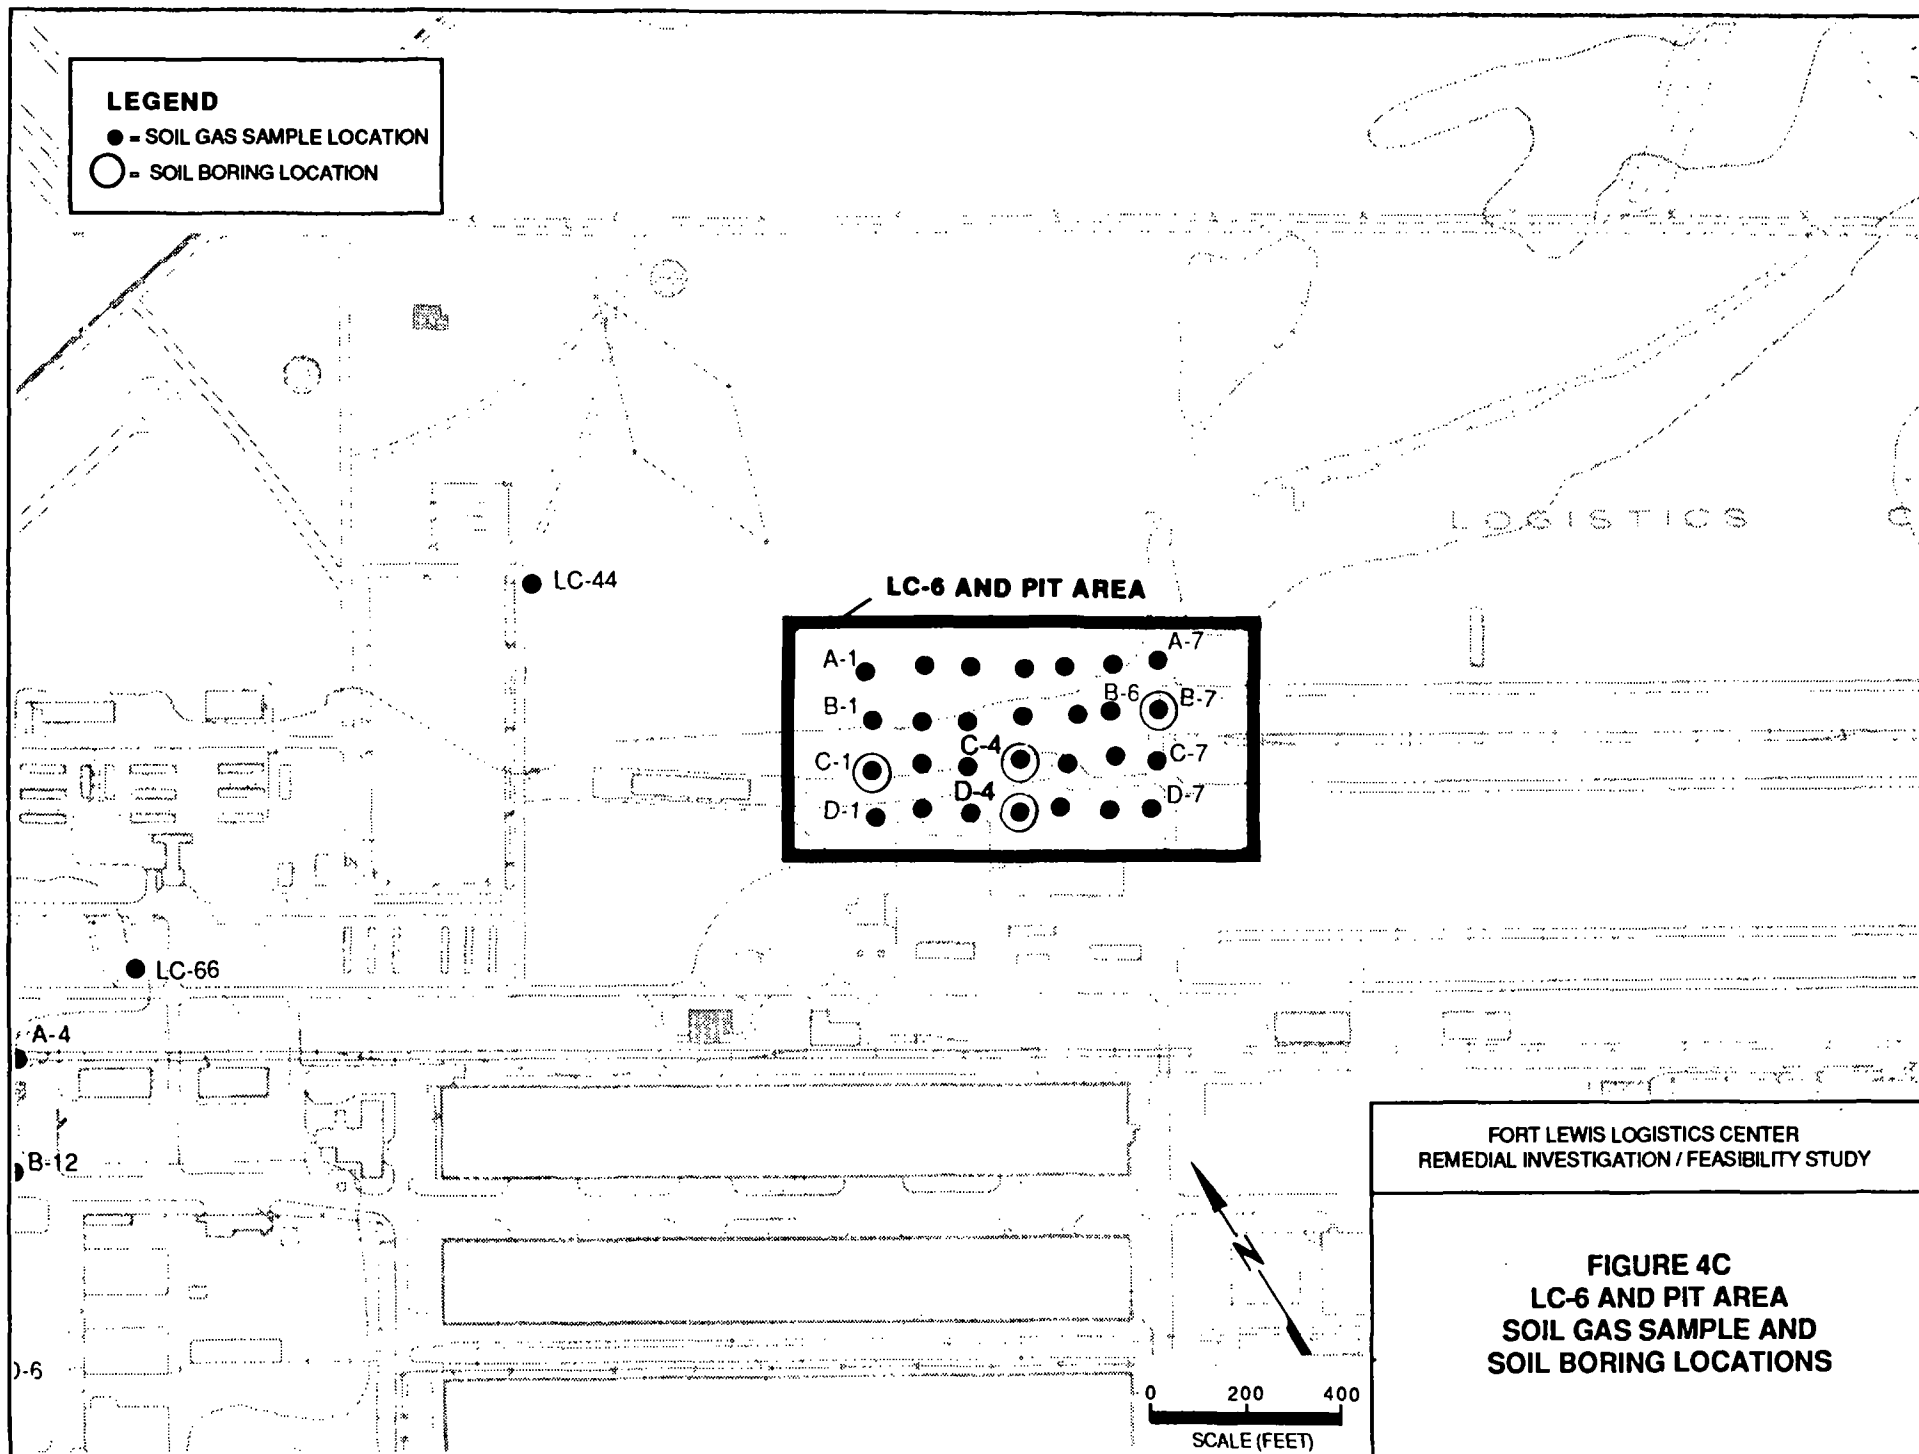 LEGEND
● = SOIL GAS SAMPLE LOCATION
◯ = SOIL BORING LOCATION
LOGISTICS C
LC-44
LC-6 AND PIT AREA
A-1
A-7
B-1
B-6
B-7
C-1
C-4
C-7
D-1
D-4
D-7
LC-66
A-4
B-12
)-6
N
0 200 400
SCALE (FEET)
FORT LEWIS LOGISTICS CENTER
REMEDIAL INVESTIGATION / FEASIBILITY STUDY
FIGURE 4C
LC-6 AND PIT AREA
SOIL GAS SAMPLE AND
SOIL BORING LOCATIONS